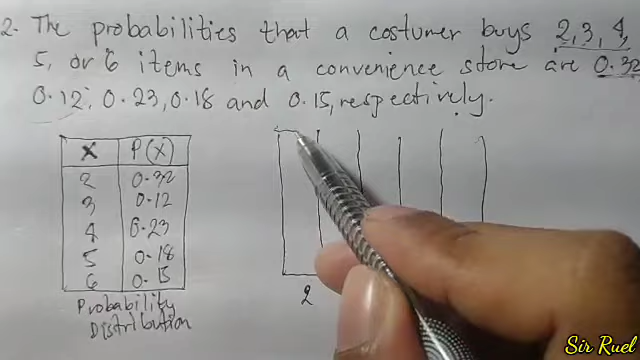 2. The probabilities that a costumer buys 2, 3, 4,
5, or 6 items in a convenience store are 0.32
0.12, 0.23, 0.18 and 0.15, respectively.
X P(X)
2 0.32
3 0.12
4 0.23
5 0.18
6 0.15
Probability
Distribution
2
Sir Ruel